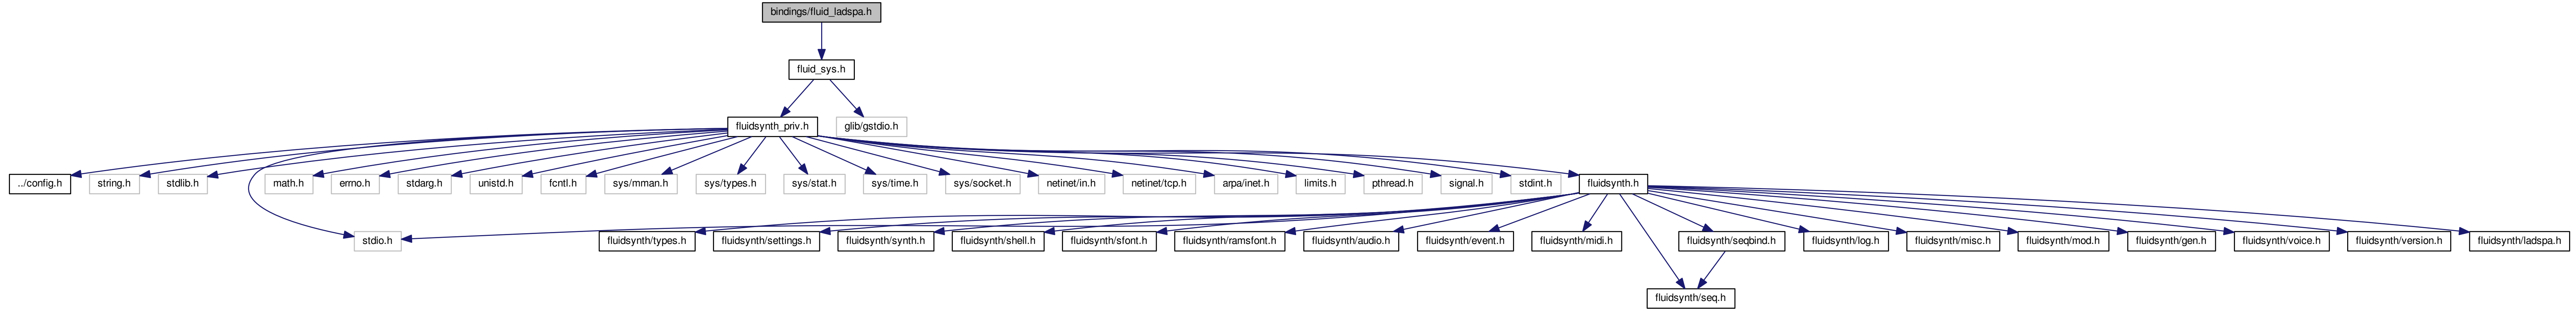 bindings/fluid_ladspa.h
fluid_sys.h
fluidsynth_priv.h
glib/gstdio.h
../config.h
string.h
stdlib.h
math.h
errno.h
stdarg.h
unistd.h
fcntl.h
sys/mman.h
sys/types.h
sys/stat.h
sys/time.h
sys/socket.h
netinet/in.h
netinet/tcp.h
arpa/inet.h
limits.h
pthread.h
signal.h
stdint.h
fluidsynth.h
stdio.h
fluidsynth/types.h
fluidsynth/settings.h
fluidsynth/synth.h
fluidsynth/shell.h
fluidsynth/sfont.h
fluidsynth/ramsfont.h
fluidsynth/audio.h
fluidsynth/event.h
fluidsynth/midi.h
fluidsynth/seqbind.h
fluidsynth/log.h
fluidsynth/misc.h
fluidsynth/mod.h
fluidsynth/gen.h
fluidsynth/voice.h
fluidsynth/version.h
fluidsynth/ladspa.h
fluidsynth/seq.h